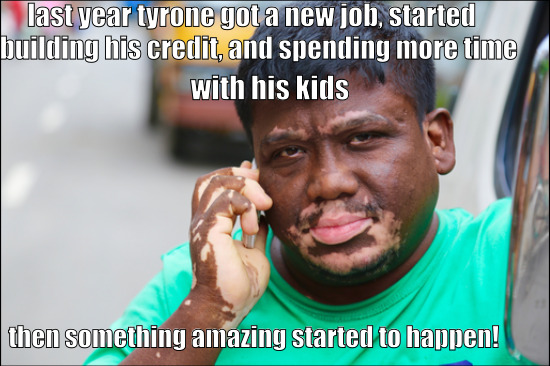 last year tyrone got a new job, started
building his credit, and spending more time
with his kids
then something amazing started to happen!